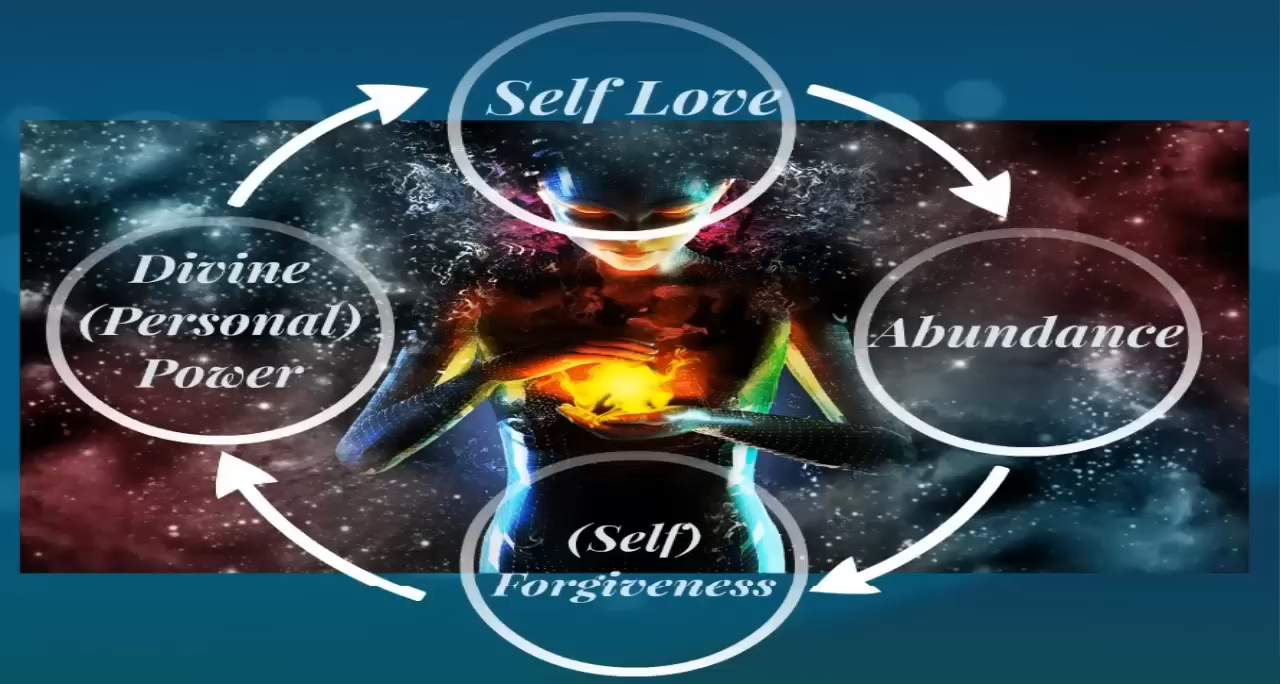 Self Love
Divine
(Personal)
Power
Abundance
(Self)
Forgiveness